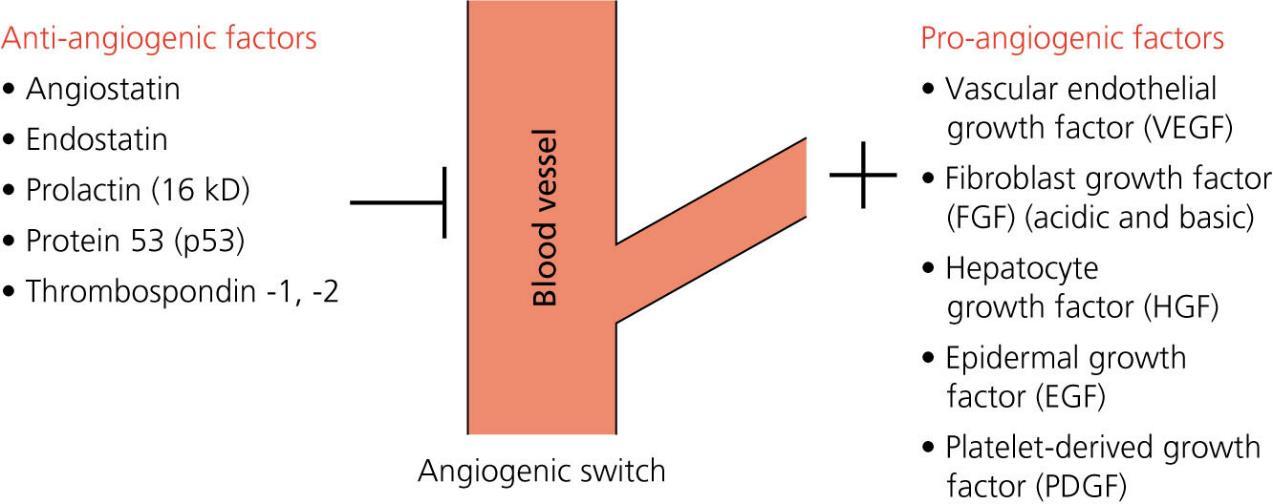 Anti-angiogenic factors
• Angiostatin
• Endostatin
• Prolactin (16 kD)
• Protein 53 (p53)
• Thrombospondin -1, -2
Blood vessel
Angiogenic switch
Pro-angiogenic factors
• Vascular endothelial
growth factor (VEGF)
• Fibroblast growth factor
(FGF) (acidic and basic)
• Hepatocyte
growth factor (HGF)
• Epidermal growth
factor (EGF)
• Platelet-derived growth
factor (PDGF)